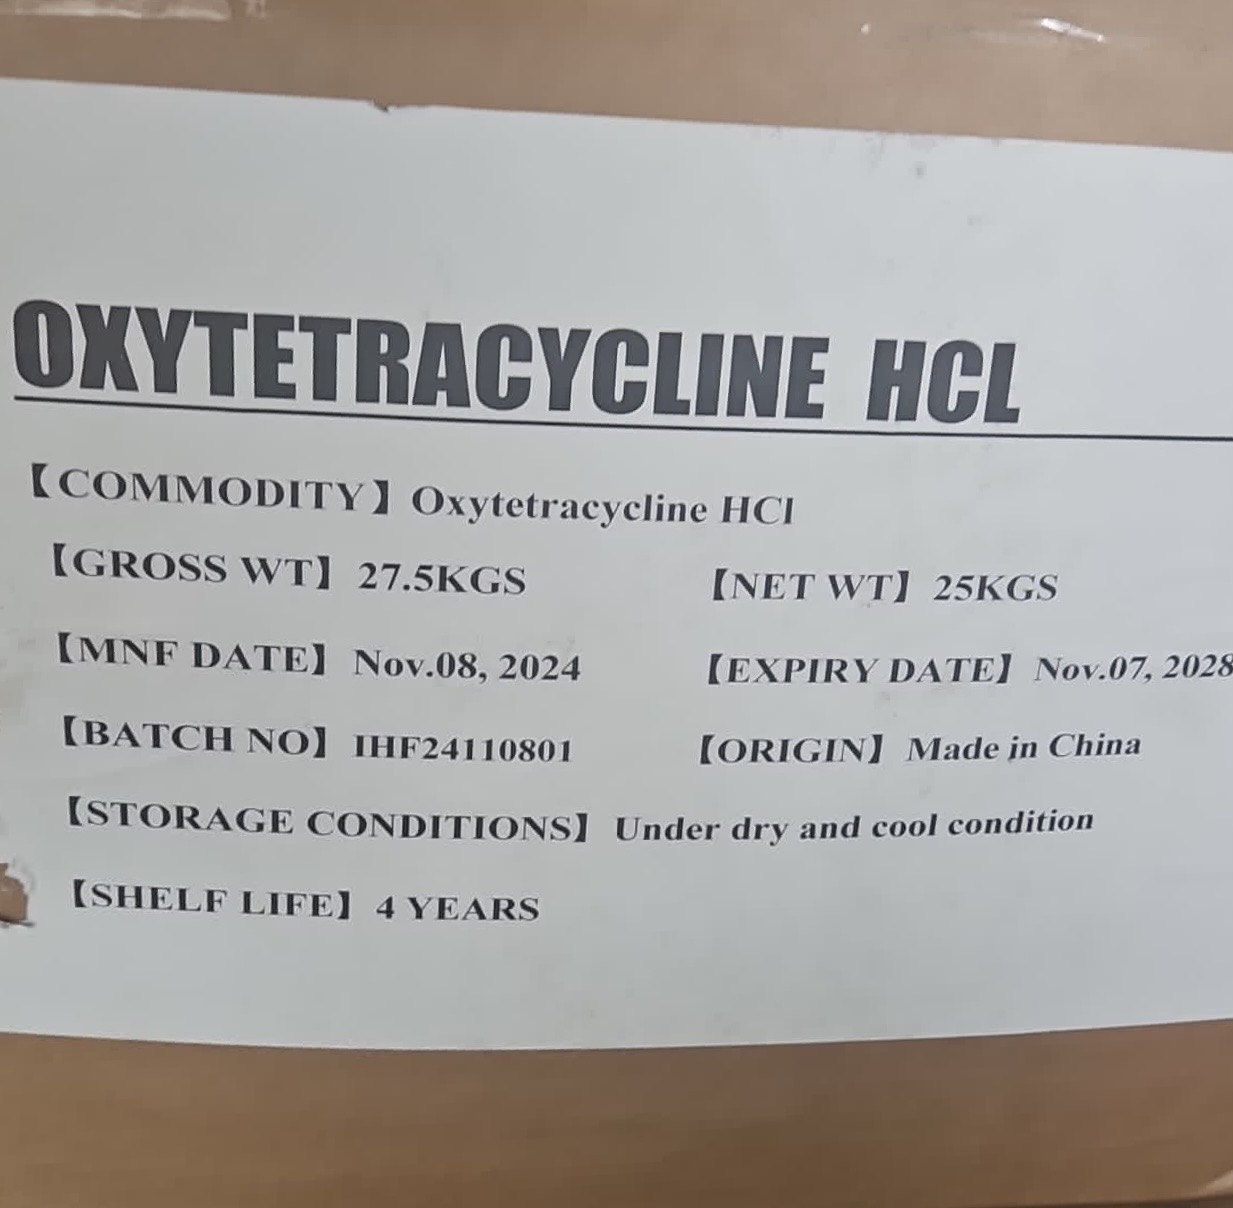 OXYTETRACYCLINE HCL
【COMMODITY】Oxytetracycline HCl
【GROSS WT】27.5KGS 【NET WT】25KGS
【MNF DATE】Nov.08, 2024 【EXPIRY DATE】Nov.07, 2028
【BATCH NO】IHF24110801 【ORIGIN】Made in China
【STORAGE CONDITIONS】Under dry and cool condition
【SHELF LIFE】4 YEARS